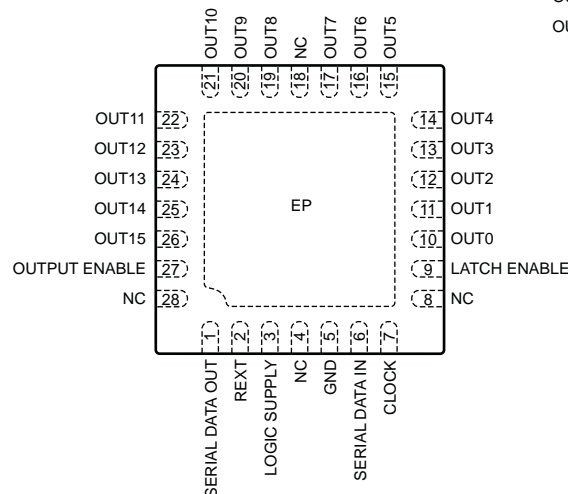 OUT10
OUT9
OUT8
NC
OUT7
OUT6
OUT5
21
20
19
18
17
16
15
OUT11 22
OUT12 23
OUT13 24
OUT14 25
OUT15 26
OUTPUT ENABLE 27
NC 28
EP
14 OUT4
13 OUT3
12 OUT2
11 OUT1
10 OUT0
9 LATCH ENABLE
8 NC
1
2
3
4
5
6
7
SERIAL DATA OUT
REXT
LOGIC SUPPLY
NC
GND
SERIAL DATA IN
CLOCK